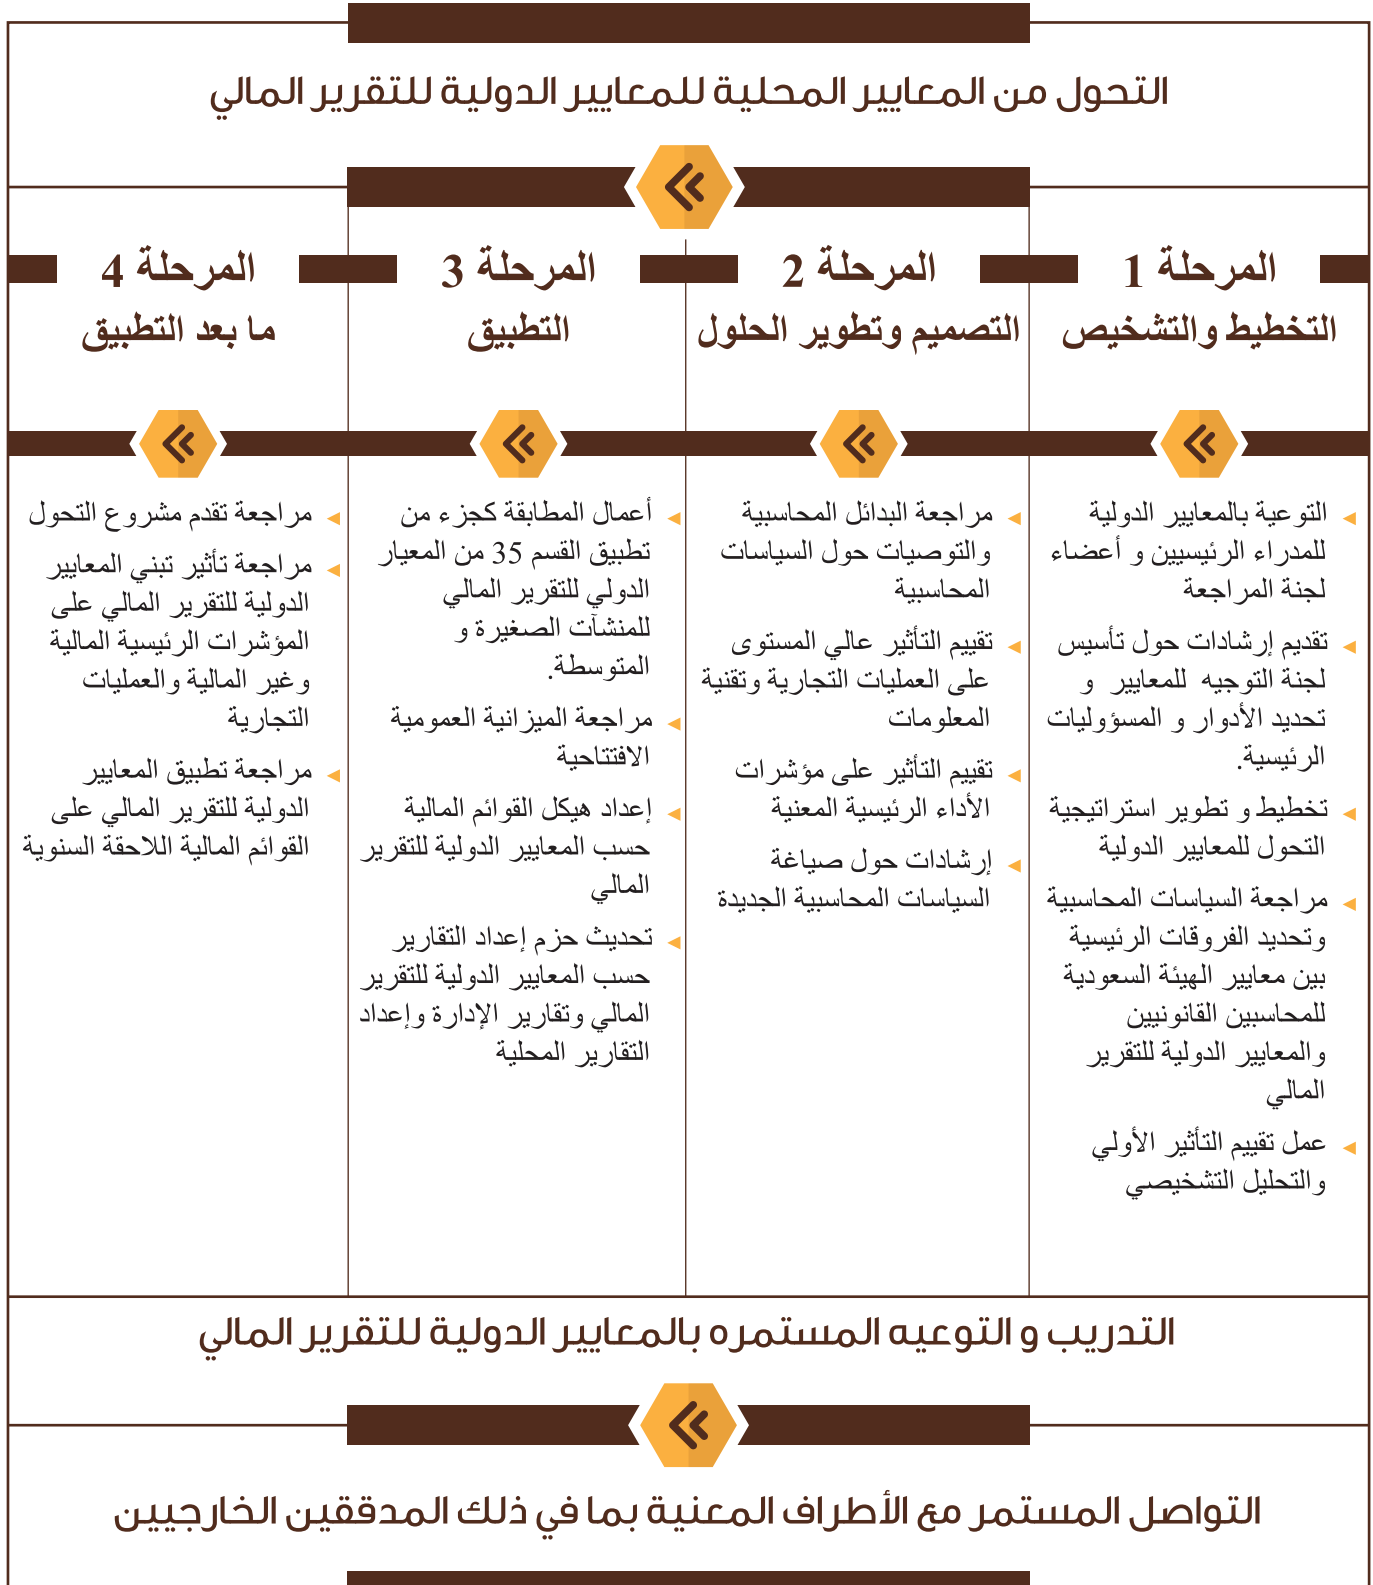 التحول من المعايير المحلية للمعايير الدولية للتقرير المالي
المرحلة 1
التخطيط والتشخيص
التوعية بالمعايير الدولية
للمدراء الرئيسيين و أعضاء
لجنة المراجعة
تقديم إرشادات حول تأسيس
لجنة التوجيه للمعايير و
تحديد الأدوار و المسؤوليات
الرئيسية.
تخطيط و تطوير استراتيجية
التحول للمعايير الدولية
مراجعة السياسات المحاسبية
وتحديد الفروقات الرئيسية
بين معايير الهيئة السعودية
للمحاسبين القانونيين
والمعايير الدولية للتقرير
المالي
عمل تقييم التأثير الأولي
والتحليل التشخيصي
المرحلة 2
التصميم وتطوير الحلول
مراجعة البدائل المحاسبية
والتوصيات حول السياسات
المحاسبية
تقييم التأثير عالي المستوى
على العمليات التجارية وتقنية
المعلومات
تقييم التأثير على مؤشرات
الأداء الرئيسية المعنية
إرشادات حول صياغة
السياسات المحاسبية الجديدة
المرحلة 3
التطبيق
أعمال المطابقة كجزء من
تطبيق القسم 35 من المعيار
الدولي للتقرير المالي
للمنشآت الصغيرة و
المتوسطة.
مراجعة الميزانية العمومية
الافتتاحية
إعداد هيكل القوائم المالية
حسب المعايير الدولية للتقرير
المالي
تحديث حزم إعداد التقارير
حسب المعايير الدولية للتقرير
المالي وتقارير الإدارة وإعداد
التقارير المحلية
المرحلة 4
ما بعد التطبيق
مراجعة تقدم مشروع التحول
مراجعة تأثير تبني المعايير
الدولية للتقرير المالي على
المؤشرات الرئيسية المالية
وغير المالية والعمليات
التجارية
مراجعة تطبيق المعايير
الدولية للتقرير المالي على
القوائم المالية اللاحقة السنوية
التدريب و التوعيه المستمره بالمعايير الدولية للتقرير المالي
التواصل المستمر مع الأطراف المعنية بما في ذلك المدققين الخارجيين